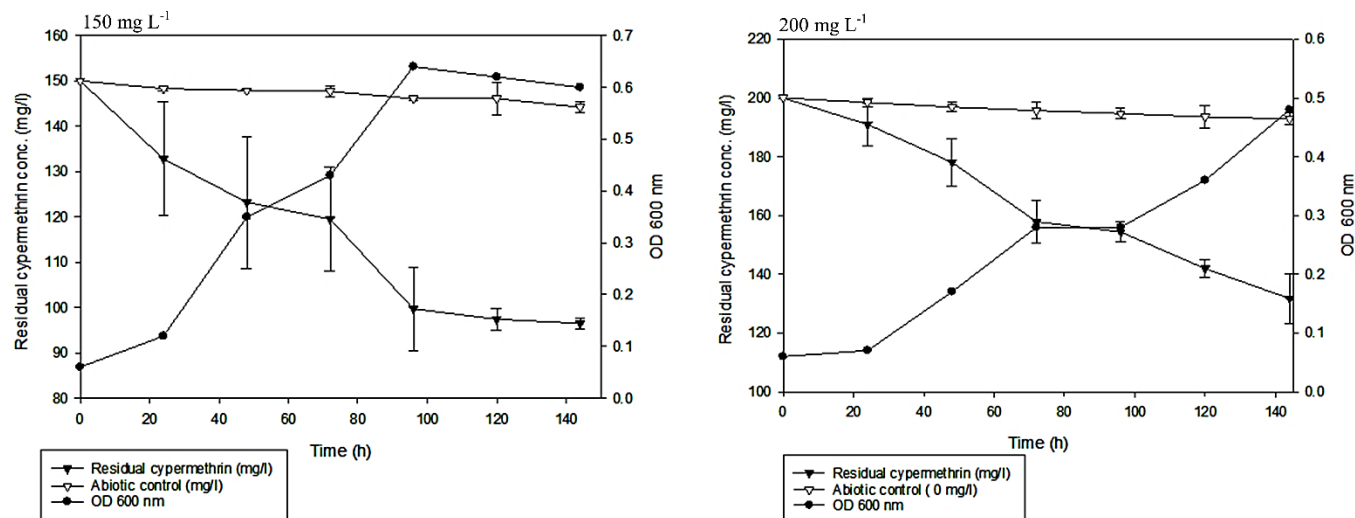 150 mg L-1
160
150
140
130
120
110
100
90
80
0.7
0.6
0.5
0.4
0.3
0.2
0.1
0.0
0 20 40 60 80 100 120 140
Residual cypermethrin conc. (mg/l)
OD 600 nm
Time (h)
Residual cypermethrin (mg/l)
Abiotic control (mg/l)
OD 600 nm
200 mg L-1
220
200
180
160
140
120
100
0.6
0.5
0.4
0.3
0.2
0.1
0.0
0 20 40 60 80 100 120 140
Residual cypermethrin conc. (mg/l)
OD 600 nm
Time (h)
Residual cypermethrin (mg/l)
Abiotic control ( 0 mg/l)
OD 600 nm